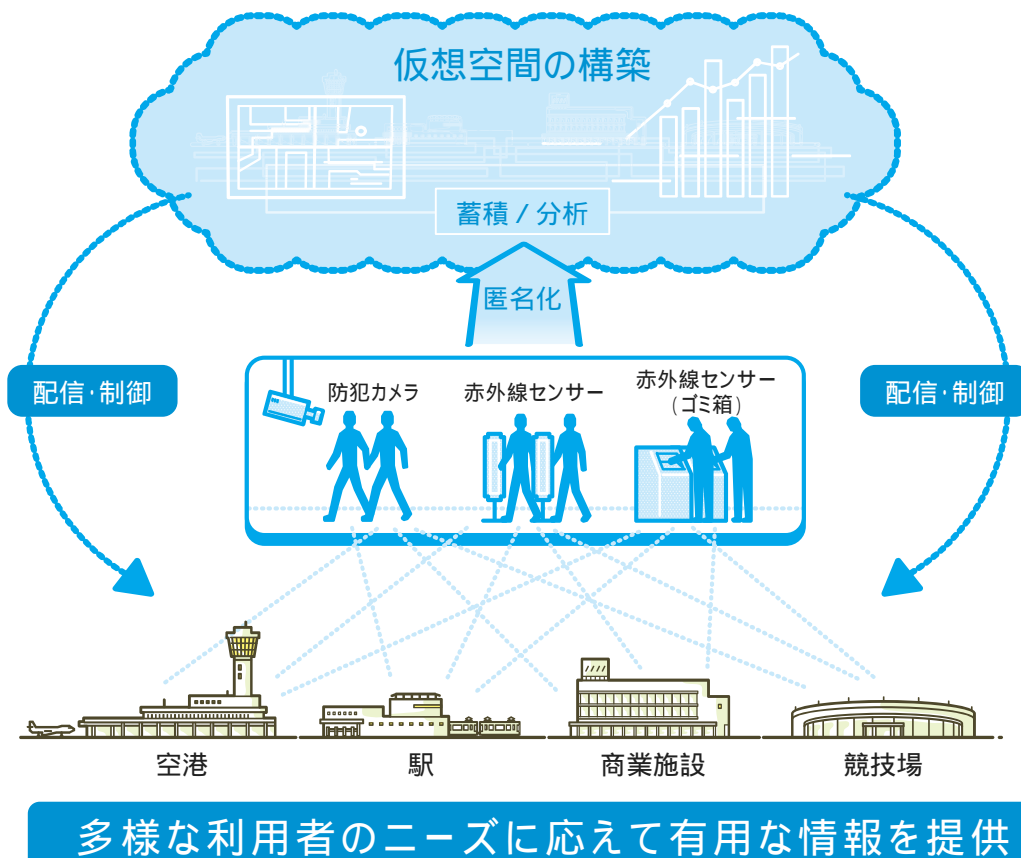 仮想空間の構築
蓄積 / 分析
匿名化
配信・制御
配信・制御
防犯カメラ
赤外線センサー
赤外線センサー
(ゴミ箱)
空港
駅
商業施設
競技場
多様な利用者のニーズに応えて有用な情報を提供